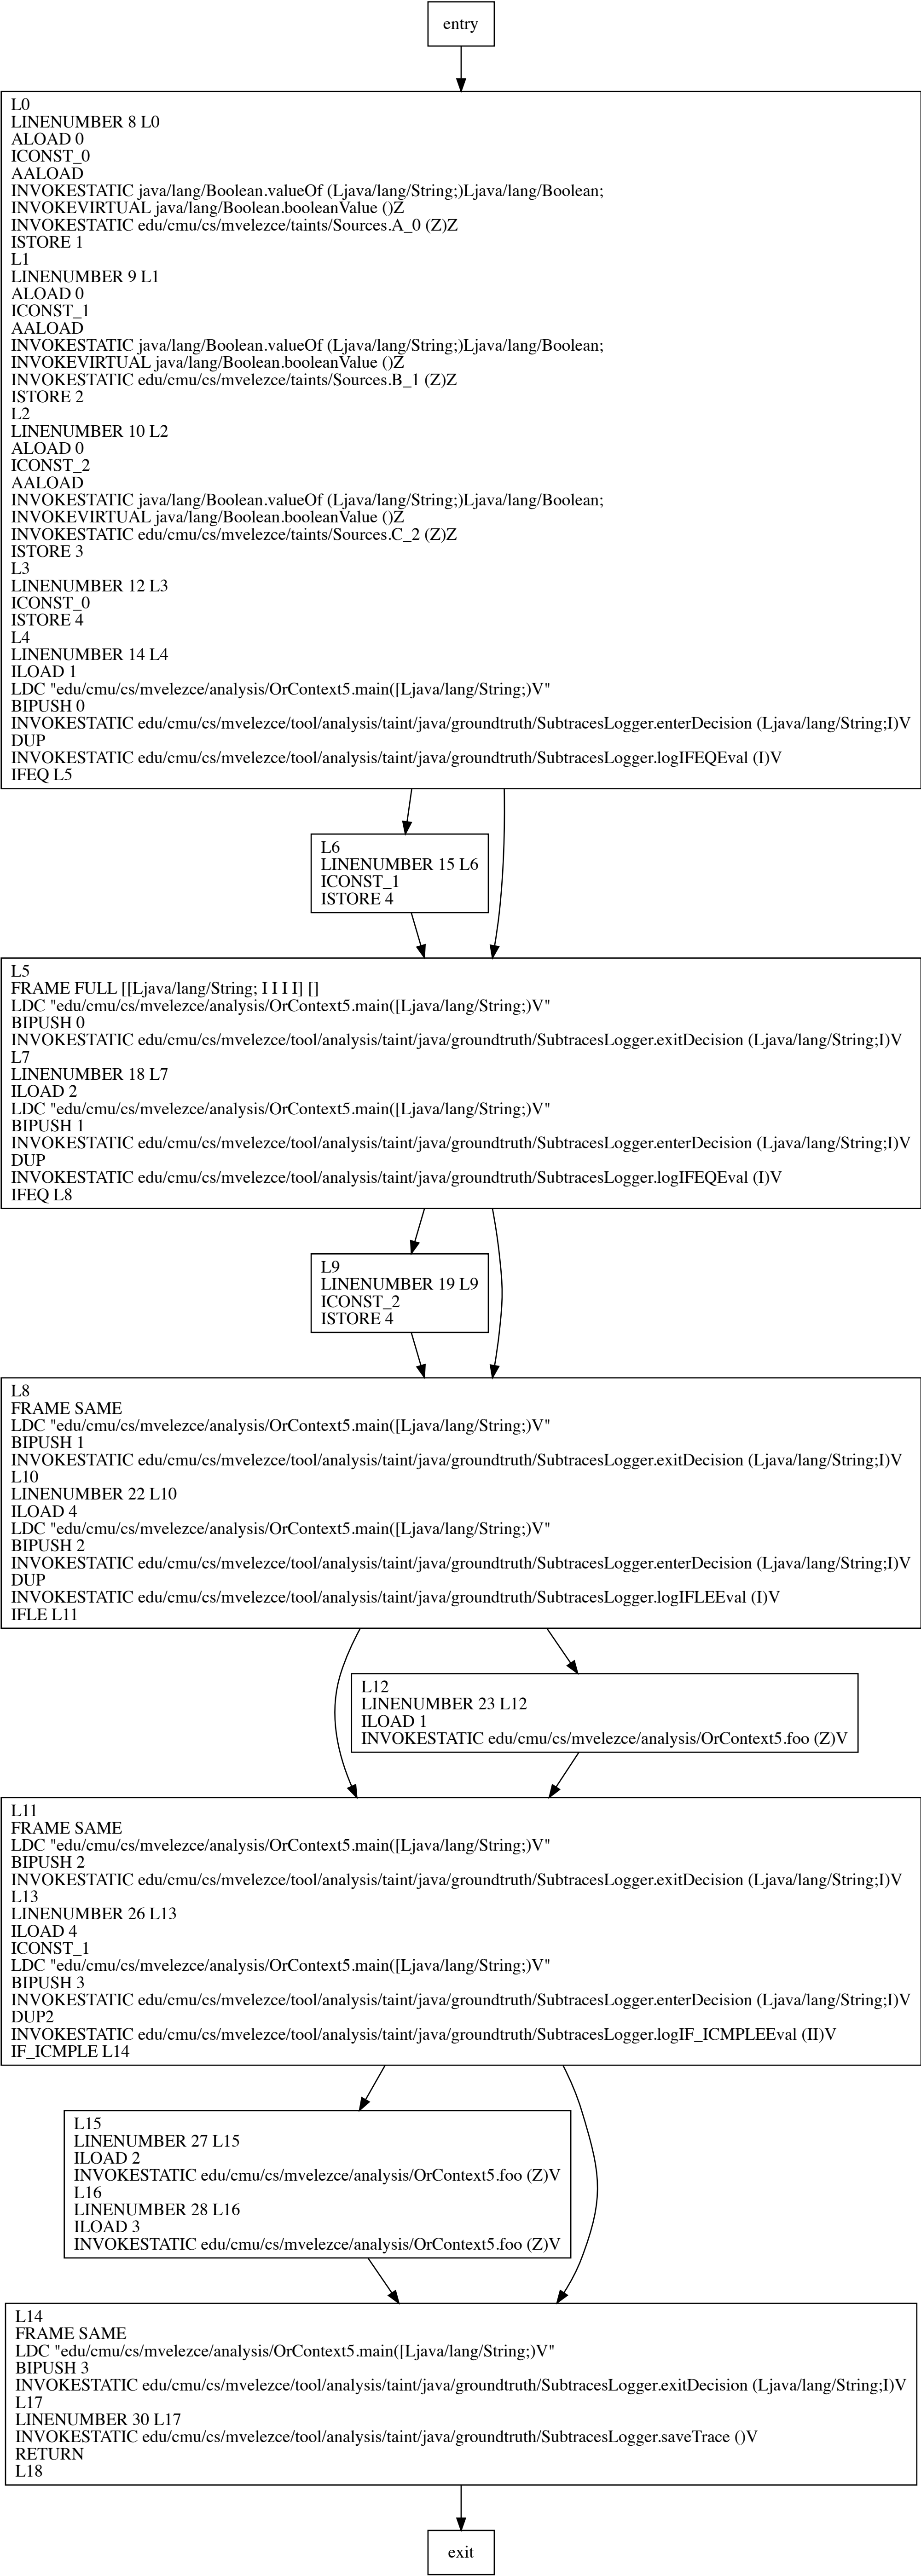 entry
L0
LINENUMBER 8 L0
ALOAD 0
ICONST_0
AALOAD
INVOKESTATIC java/lang/Boolean.valueOf (Ljava/lang/String;)Ljava/lang/Boolean;
INVOKEVIRTUAL java/lang/Boolean.booleanValue ()Z
INVOKESTATIC edu/cmu/cs/mvelezce/taints/Sources.A_0 (Z)Z
ISTORE 1
L1
LINENUMBER 9 L1
ALOAD 0
ICONST_1
AALOAD
INVOKESTATIC java/lang/Boolean.valueOf (Ljava/lang/String;)Ljava/lang/Boolean;
INVOKEVIRTUAL java/lang/Boolean.booleanValue ()Z
INVOKESTATIC edu/cmu/cs/mvelezce/taints/Sources.B_1 (Z)Z
ISTORE 2
L2
LINENUMBER 10 L2
ALOAD 0
ICONST_2
AALOAD
INVOKESTATIC java/lang/Boolean.valueOf (Ljava/lang/String;)Ljava/lang/Boolean;
INVOKEVIRTUAL java/lang/Boolean.booleanValue ()Z
INVOKESTATIC edu/cmu/cs/mvelezce/taints/Sources.C_2 (Z)Z
ISTORE 3
L3
LINENUMBER 12 L3
ICONST_0
ISTORE 4
L4
LINENUMBER 14 L4
ILOAD 1
LDC "edu/cmu/cs/mvelezce/analysis/OrContext5.main([Ljava/lang/String;)V"
BIPUSH 0
INVOKESTATIC edu/cmu/cs/mvelezce/tool/analysis/taint/java/groundtruth/SubtracesLogger.enterDecision (Ljava/lang/String;I)V
DUP
INVOKESTATIC edu/cmu/cs/mvelezce/tool/analysis/taint/java/groundtruth/SubtracesLogger.logIFEQEval (I)V
IFEQ L5
L6
LINENUMBER 15 L6
ICONST_1
ISTORE 4
L5
FRAME FULL [[Ljava/lang/String; I I I I] []
LDC "edu/cmu/cs/mvelezce/analysis/OrContext5.main([Ljava/lang/String;)V"
BIPUSH 0
INVOKESTATIC edu/cmu/cs/mvelezce/tool/analysis/taint/java/groundtruth/SubtracesLogger.exitDecision (Ljava/lang/String;I)V
L7
LINENUMBER 18 L7
ILOAD 2
LDC "edu/cmu/cs/mvelezce/analysis/OrContext5.main([Ljava/lang/String;)V"
BIPUSH 1
INVOKESTATIC edu/cmu/cs/mvelezce/tool/analysis/taint/java/groundtruth/SubtracesLogger.enterDecision (Ljava/lang/String;I)V
DUP
INVOKESTATIC edu/cmu/cs/mvelezce/tool/analysis/taint/java/groundtruth/SubtracesLogger.logIFEQEval (I)V
IFEQ L8
L9
LINENUMBER 19 L9
ICONST_2
ISTORE 4
L8
FRAME SAME
LDC "edu/cmu/cs/mvelezce/analysis/OrContext5.main([Ljava/lang/String;)V"
BIPUSH 1
INVOKESTATIC edu/cmu/cs/mvelezce/tool/analysis/taint/java/groundtruth/SubtracesLogger.exitDecision (Ljava/lang/String;I)V
L10
LINENUMBER 22 L10
ILOAD 4
LDC "edu/cmu/cs/mvelezce/analysis/OrContext5.main([Ljava/lang/String;)V"
BIPUSH 2
INVOKESTATIC edu/cmu/cs/mvelezce/tool/analysis/taint/java/groundtruth/SubtracesLogger.enterDecision (Ljava/lang/String;I)V
DUP
INVOKESTATIC edu/cmu/cs/mvelezce/tool/analysis/taint/java/groundtruth/SubtracesLogger.logIFLEEval (I)V
IFLE L11
L12
LINENUMBER 23 L12
ILOAD 1
INVOKESTATIC edu/cmu/cs/mvelezce/analysis/OrContext5.foo (Z)V
L11
FRAME SAME
LDC "edu/cmu/cs/mvelezce/analysis/OrContext5.main([Ljava/lang/String;)V"
BIPUSH 2
INVOKESTATIC edu/cmu/cs/mvelezce/tool/analysis/taint/java/groundtruth/SubtracesLogger.exitDecision (Ljava/lang/String;I)V
L13
LINENUMBER 26 L13
ILOAD 4
ICONST_1
LDC "edu/cmu/cs/mvelezce/analysis/OrContext5.main([Ljava/lang/String;)V"
BIPUSH 3
INVOKESTATIC edu/cmu/cs/mvelezce/tool/analysis/taint/java/groundtruth/SubtracesLogger.enterDecision (Ljava/lang/String;I)V
DUP2
INVOKESTATIC edu/cmu/cs/mvelezce/tool/analysis/taint/java/groundtruth/SubtracesLogger.logIF_ICMPLEEval (II)V
IF_ICMPLE L14
L15
LINENUMBER 27 L15
ILOAD 2
INVOKESTATIC edu/cmu/cs/mvelezce/analysis/OrContext5.foo (Z)V
L16
LINENUMBER 28 L16
ILOAD 3
INVOKESTATIC edu/cmu/cs/mvelezce/analysis/OrContext5.foo (Z)V
L14
FRAME SAME
LDC "edu/cmu/cs/mvelezce/analysis/OrContext5.main([Ljava/lang/String;)V"
BIPUSH 3
INVOKESTATIC edu/cmu/cs/mvelezce/tool/analysis/taint/java/groundtruth/SubtracesLogger.exitDecision (Ljava/lang/String;I)V
L17
LINENUMBER 30 L17
INVOKESTATIC edu/cmu/cs/mvelezce/tool/analysis/taint/java/groundtruth/SubtracesLogger.saveTrace ()V
RETURN
L18
exit